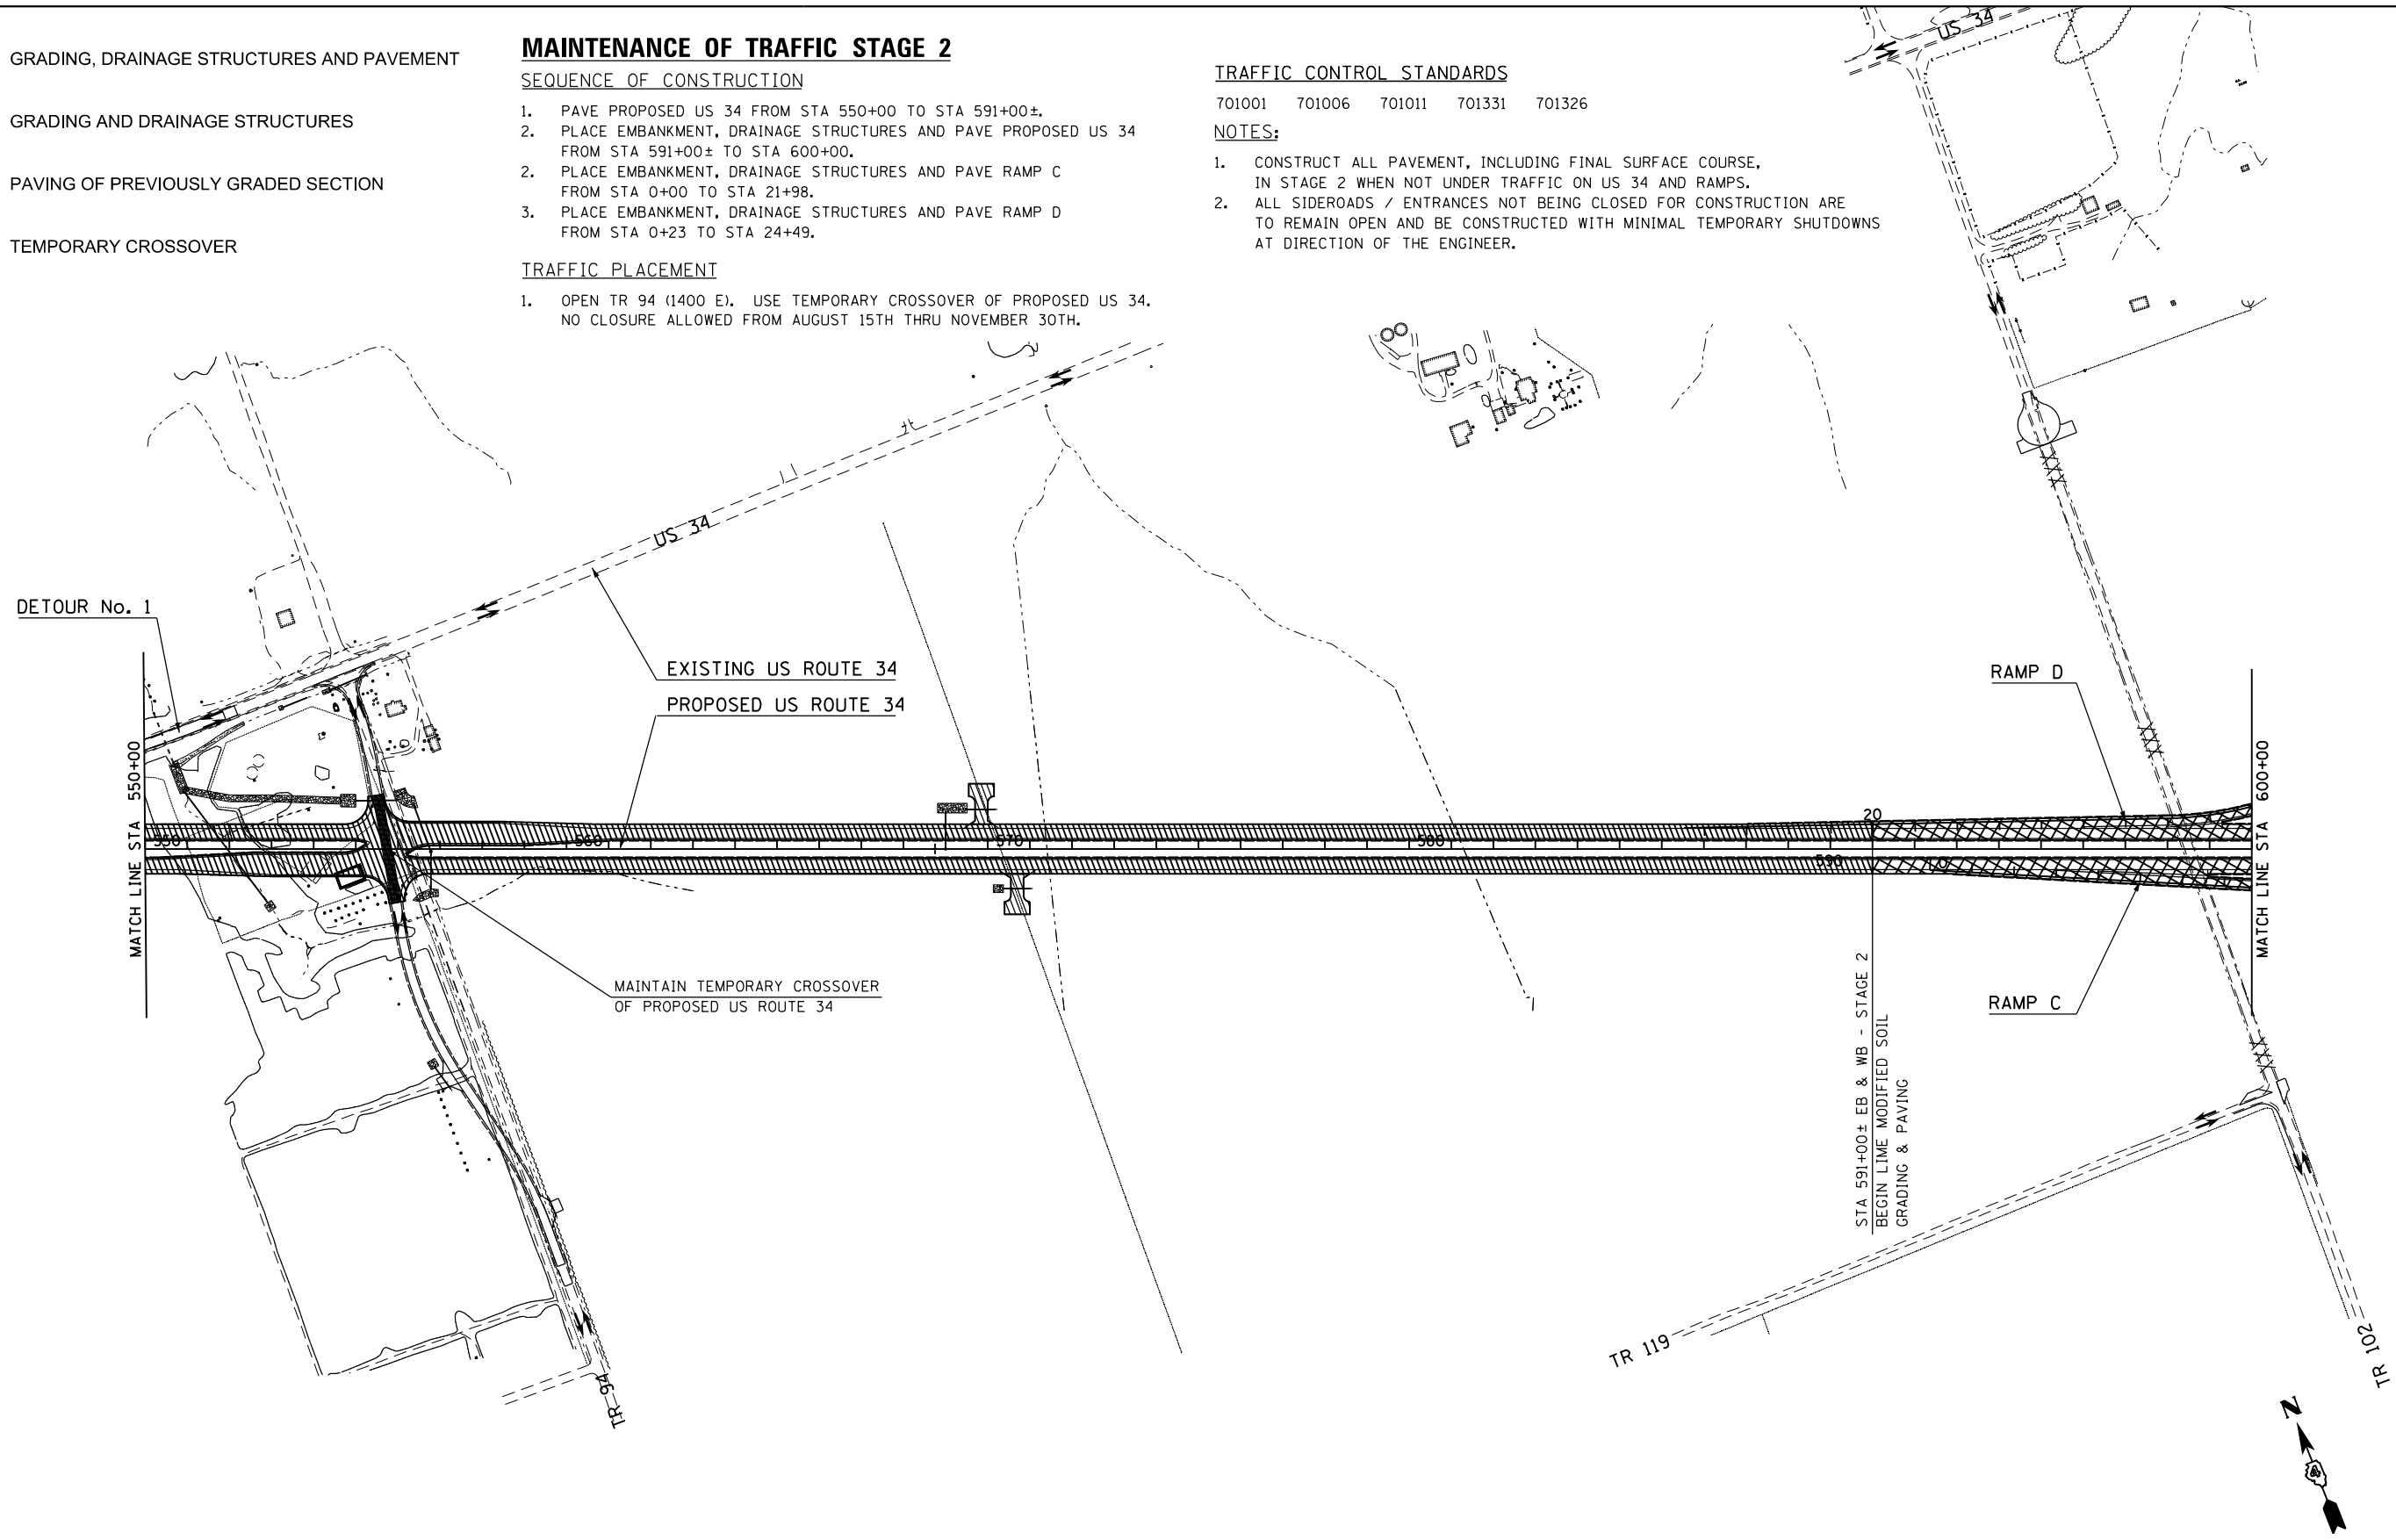 GRADING, DRAINAGE STRUCTURES AND PAVEMENT
GRADING AND DRAINAGE STRUCTURES
PAVING OF PREVIOUSLY GRADED SECTION
TEMPORARY CROSSOVER
MAINTENANCE OF TRAFFIC STAGE 2
SEQUENCE OF CONSTRUCTION
1. PAVE PROPOSED US 34 FROM STA 550+00 TO STA 591+00±.
2. PLACE EMBANKMENT, DRAINAGE STRUCTURES AND PAVE PROPOSED US 34
FROM STA 591+00± TO STA 600+00.
2. PLACE EMBANKMENT, DRAINAGE STRUCTURES AND PAVE RAMP C
FROM STA 0+00 TO STA 21+98.
3. PLACE EMBANKMENT, DRAINAGE STRUCTURES AND PAVE RAMP D
FROM STA 0+23 TO STA 24+49.
TRAFFIC PLACEMENT
1. OPEN TR 94 (1400 E). USE TEMPORARY CROSSOVER OF PROPOSED US 34.
NO CLOSURE ALLOWED FROM AUGUST 15TH THRU NOVEMBER 30TH.
TRAFFIC CONTROL STANDARDS
701001 701006 701011 701331 701326
NOTES:
1. CONSTRUCT ALL PAVEMENT, INCLUDING FINAL SURFACE COURSE,
IN STAGE 2 WHEN NOT UNDER TRAFFIC ON US 34 AND RAMPS.
2. ALL SIDEROADS / ENTRANCES NOT BEING CLOSED FOR CONSTRUCTION ARE
TO REMAIN OPEN AND BE CONSTRUCTED WITH MINIMAL TEMPORARY SHUTDOWNS
AT DIRECTION OF THE ENGINEER.
US 34
US 34
DETOUR No. 1
EXISTING US ROUTE 34
PROPOSED US ROUTE 34
RAMP D
MATCH LINE STA 550+00
550
560
570
580
590
20
10
MATCH LINE STA 600+00
MAINTAIN TEMPORARY CROSSOVER
OF PROPOSED US ROUTE 34
STA 591+00± EB & WB - STAGE 2
BEGIN LIME MODIFIED SOIL
GRADING & PAVING
RAMP C
TR 119
TR 102
TR 94
N
4